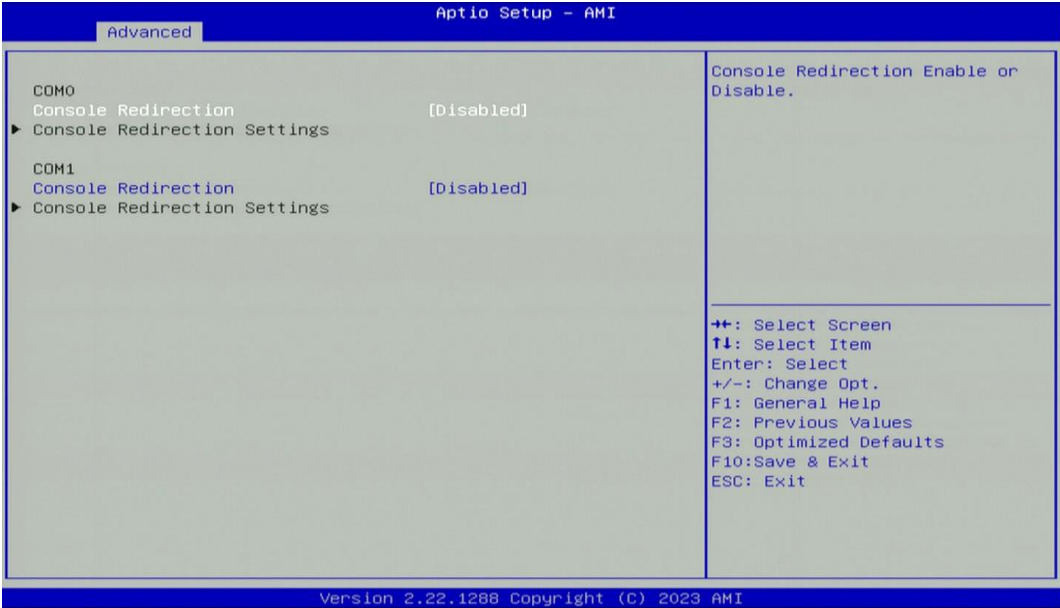 Aptio Setup – AMI
Advanced
COM0
Console Redirection [Disabled]
▶ Console Redirection Settings
COM1
Console Redirection [Disabled]
▶ Console Redirection Settings
Console Redirection Enable or
Disable.
→←: Select Screen
↑↓: Select Item
Enter: Select
+/-: Change Opt.
F1: General Help
F2: Previous Values
F3: Optimized Defaults
F10:Save & Exit
ESC: Exit
Version 2.22.1288 Copyright (C) 2023 AMI